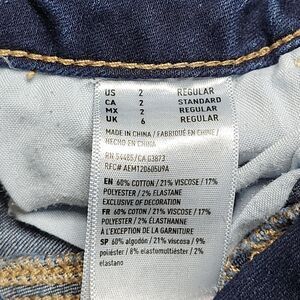 US 2 REGULAR
CA 2 STANDARD
MX 2 REGULAR
UK 6 REGULAR
MADE IN CHINA / FABRIQUÉ EN CHINE /
HECHO EN CHINA
RN 54485/CA 03873
RFC# AEM120605U9A
EN 60% COTTON / 21% VISCOSE / 17%
POLYESTER / 2% ELASTANE
EXCLUSIVE OF DECORATION
FR 60% COTON / 21% VISCOSE / 17%
POLYESTER / 2% ÉLASTHANNE
À L'EXCEPTION DE LA GARNITURE
SP 60% algodón / 21% viscosa / 9%
poliéster / 8% elastomultiéster / 2%
elastano